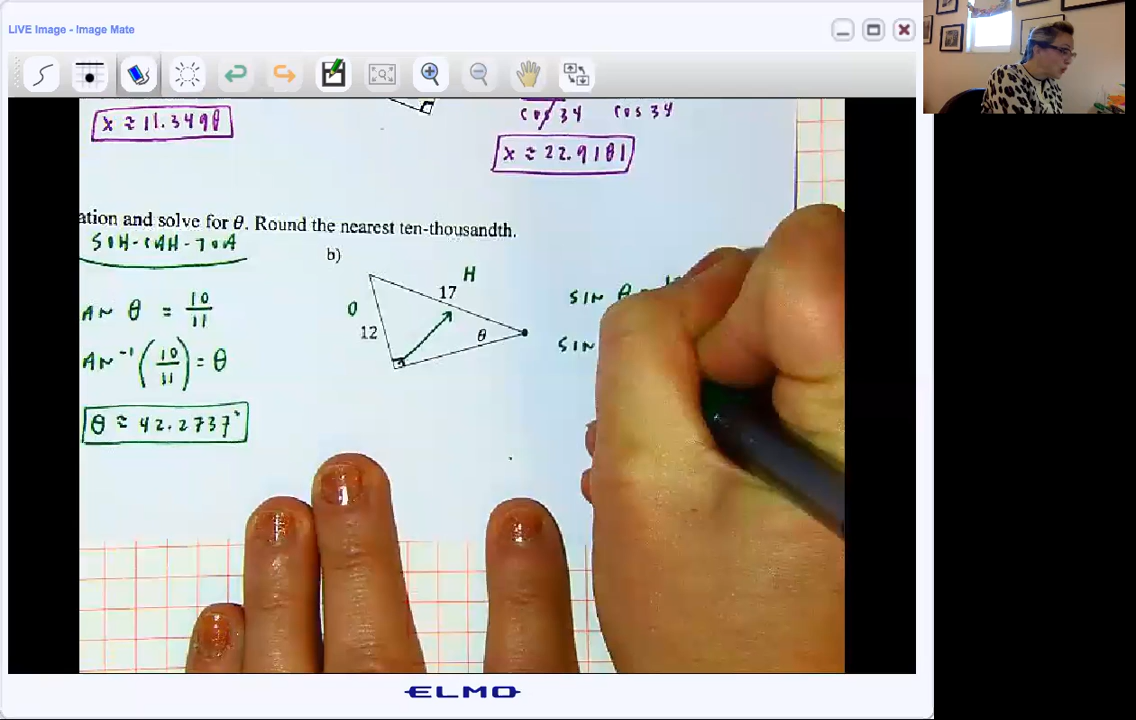 LIVE Image - Image Mate
x ≈ 11.3498
cos 34 cos 34
x ≈ 22.9181
ation and solve for θ. Round the nearest ten-thousandth.
SOH-CAH-TOA
AN θ = 10/11
AN⁻¹ (10/11) = θ
θ ≈ 42.2737°
b)
H
17
O
12
θ
SIN θ
SIN
ELMO